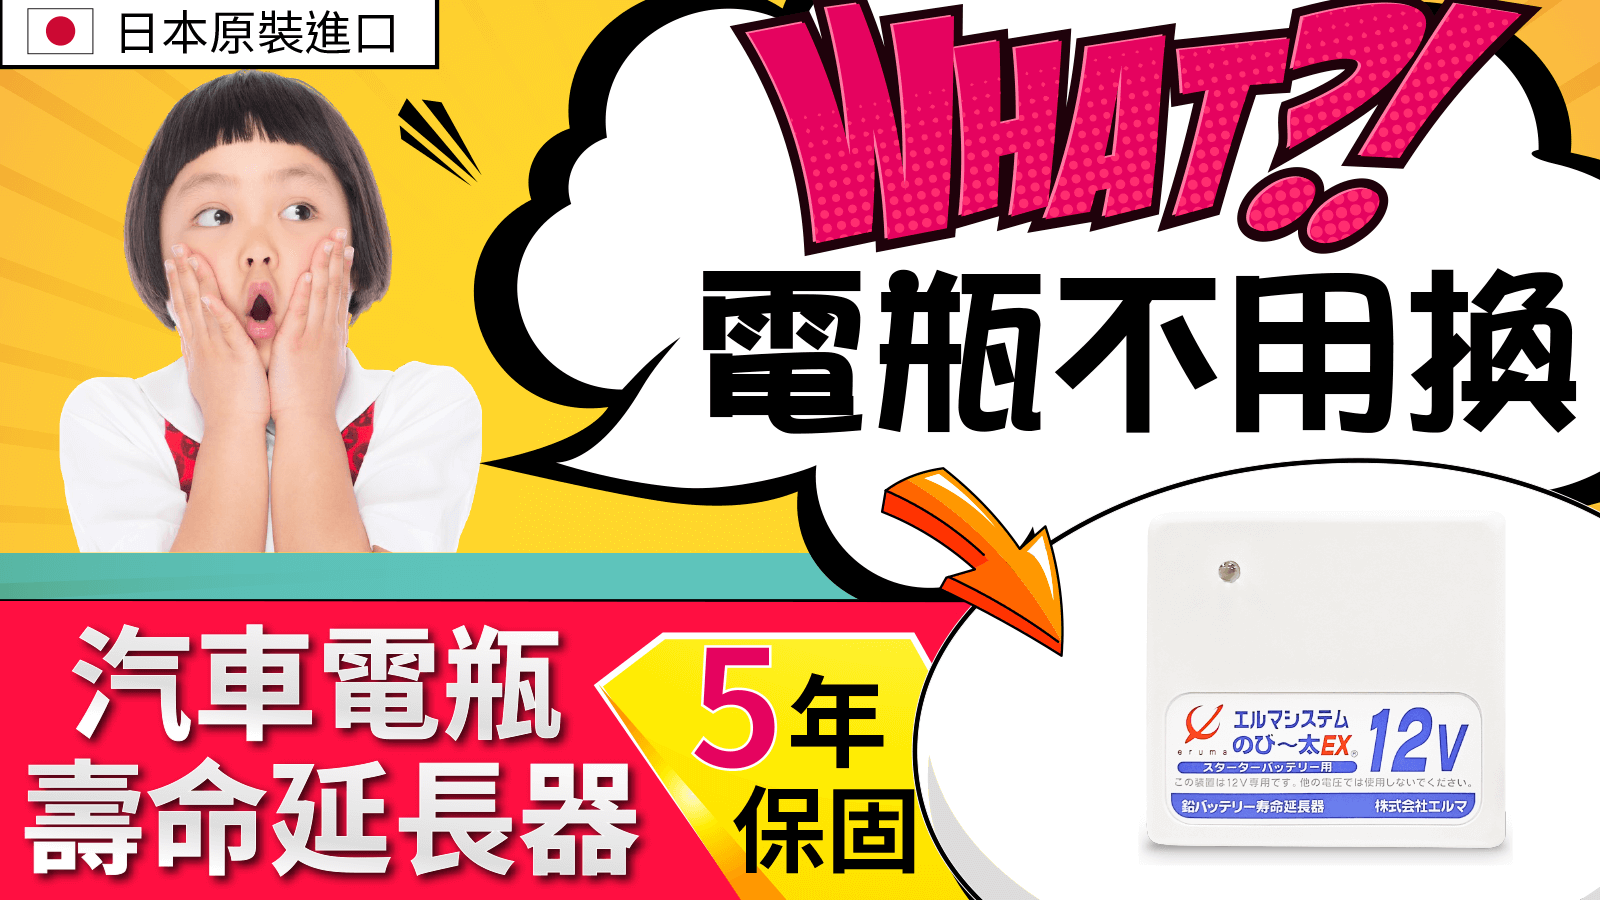 日本原裝進口
WHAT?!
電瓶不用換
汽車電瓶
壽命延長器
5年
保固
eruma
エルマシステム
のび〜太EX®
12V
スターターバッテリー用
この装置は12V専用です。他の電圧では使用しないでください。
鉛バッテリー寿命延長器 株式会社エルマ